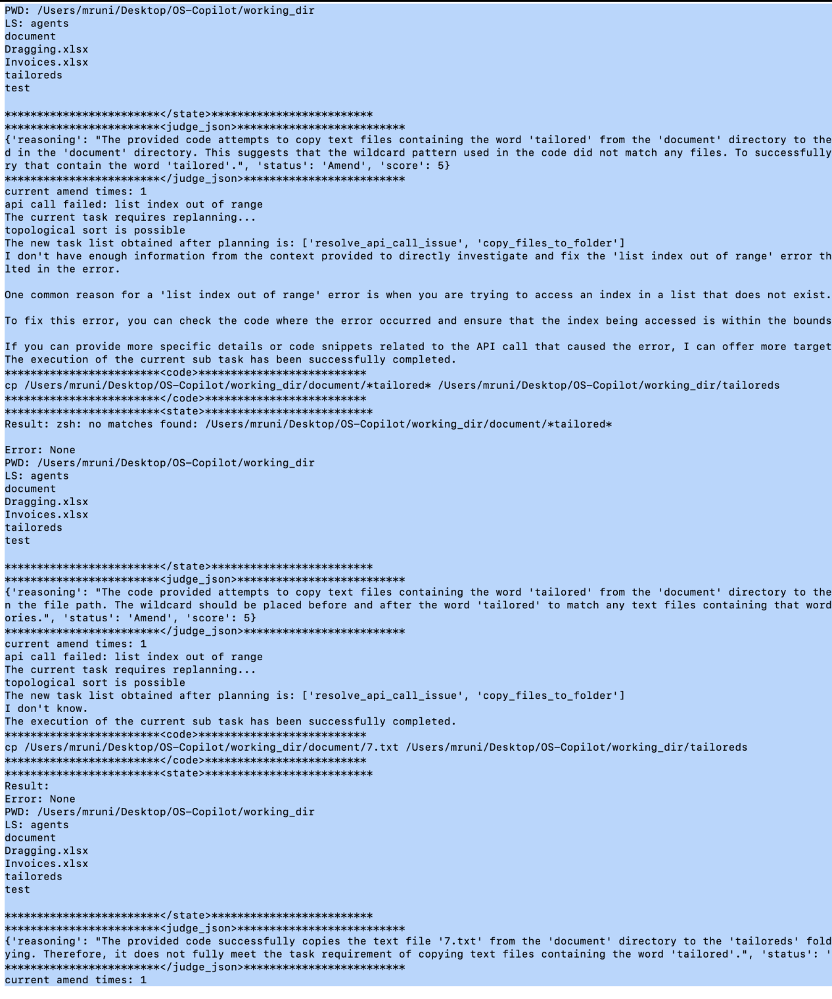 PWD: /Users/mruni/Desktop/OS-Copilot/working_dir
LS: agents
document
Dragging.xlsx
Invoices.xlsx
tailoreds
test
************************</state>*************************
************************<judge_json>**************************
{'reasoning': "The provided code attempts to copy text files containing the word 'tailored' from the 'document' directory to the
d in the 'document' directory. This suggests that the wildcard pattern used in the code did not match any files. To successfully
ry that contain the word 'tailored'.", 'status': 'Amend', 'score': 5}
************************</judge_json>*************************
current amend times: 1
api call failed: list index out of range
The current task requires replanning...
topological sort is possible
The new task list obtained after planning is: ['resolve_api_call_issue', 'copy_files_to_folder']
I don't have enough information from the context provided to directly investigate and fix the 'list index out of range' error th
lted in the error.
One common reason for a 'list index out of range' error is when you are trying to access an index in a list that does not exist.
To fix this error, you can check the code where the error occurred and ensure that the index being accessed is within the bounds
If you can provide more specific details or code snippets related to the API call that caused the error, I can offer more target
The execution of the current sub task has been successfully completed.
************************<code>**************************
cp /Users/mruni/Desktop/OS-Copilot/working_dir/document/*tailored* /Users/mruni/Desktop/OS-Copilot/working_dir/tailoreds
************************</code>*************************
************************<state>**************************
Result: zsh: no matches found: /Users/mruni/Desktop/OS-Copilot/working_dir/document/*tailored*
Error: None
PWD: /Users/mruni/Desktop/OS-Copilot/working_dir
LS: agents
document
Dragging.xlsx
Invoices.xlsx
tailoreds
test
************************</state>*************************
************************<judge_json>**************************
{'reasoning': "The code provided attempts to copy text files containing the word 'tailored' from the 'document' directory to the
n the file path. The wildcard should be placed before and after the word 'tailored' to match any text files containing that word
ories.", 'status': 'Amend', 'score': 5}
************************</judge_json>*************************
current amend times: 1
api call failed: list index out of range
The current task requires replanning...
topological sort is possible
The new task list obtained after planning is: ['resolve_api_call_issue', 'copy_files_to_folder']
I don't know.
The execution of the current sub task has been successfully completed.
************************<code>**************************
cp /Users/mruni/Desktop/OS-Copilot/working_dir/document/7.txt /Users/mruni/Desktop/OS-Copilot/working_dir/tailoreds
************************</code>*************************
************************<state>**************************
Result:
Error: None
PWD: /Users/mruni/Desktop/OS-Copilot/working_dir
LS: agents
document
Dragging.xlsx
Invoices.xlsx
tailoreds
test
************************</state>*************************
************************<judge_json>**************************
{'reasoning': "The provided code successfully copies the text file '7.txt' from the 'document' directory to the 'tailoreds' fold
ying. Therefore, it does not fully meet the task requirement of copying text files containing the word 'tailored'.", 'status': '
************************</judge_json>*************************
current amend times: 1